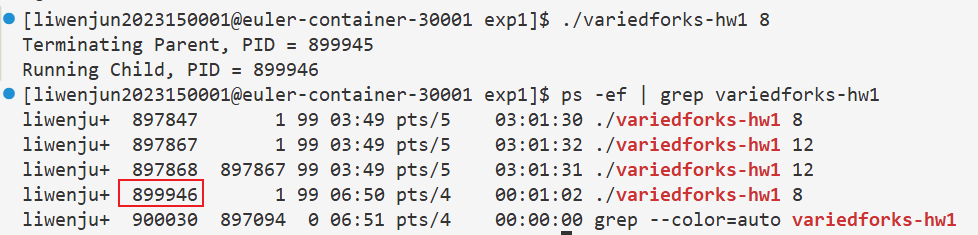 [liwenjun2023150001@euler-container-30001 exp1]$ ./variedforks-hw1 8
Terminating Parent, PID = 899945
Running Child, PID = 899946
[liwenjun2023150001@euler-container-30001 exp1]$ ps -ef | grep variedforks-hw1
liwenju+  897847       1 99 03:49 pts/5    03:01:30 ./variedforks-hw1 8
liwenju+  897867       1 99 03:49 pts/5    03:01:32 ./variedforks-hw1 12
liwenju+  897868  897867 99 03:49 pts/5    03:01:31 ./variedforks-hw1 12
liwenju+  899946       1 99 06:50 pts/4    00:01:02 ./variedforks-hw1 8
liwenju+  900030  897094  0 06:51 pts/4    00:00:00 grep --color=auto variedforks-hw1